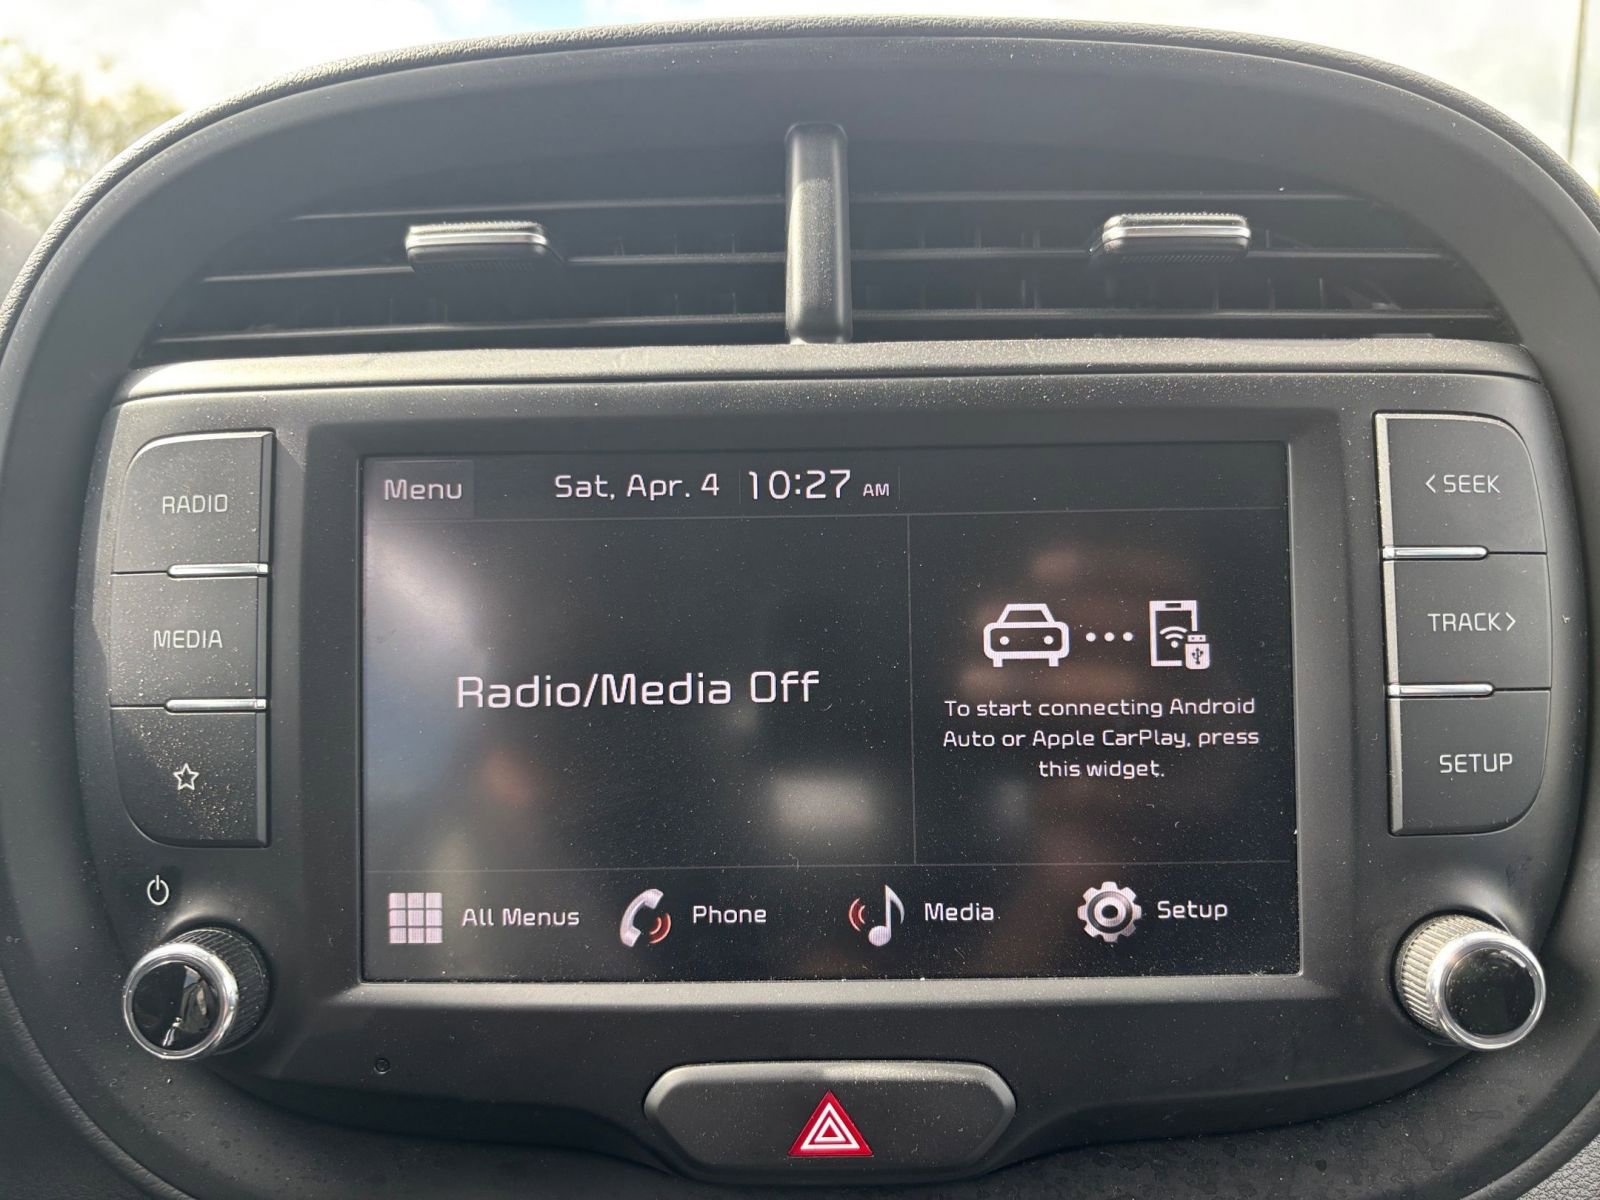 Menu
Sat, Apr. 4 10:27 AM
RADIO
MEDIA
Radio/Media Off
To start connecting Android
Auto or Apple CarPlay, press
this widget.
All Menus
Phone
Media
Setup
< SEEK
TRACK >
SETUP